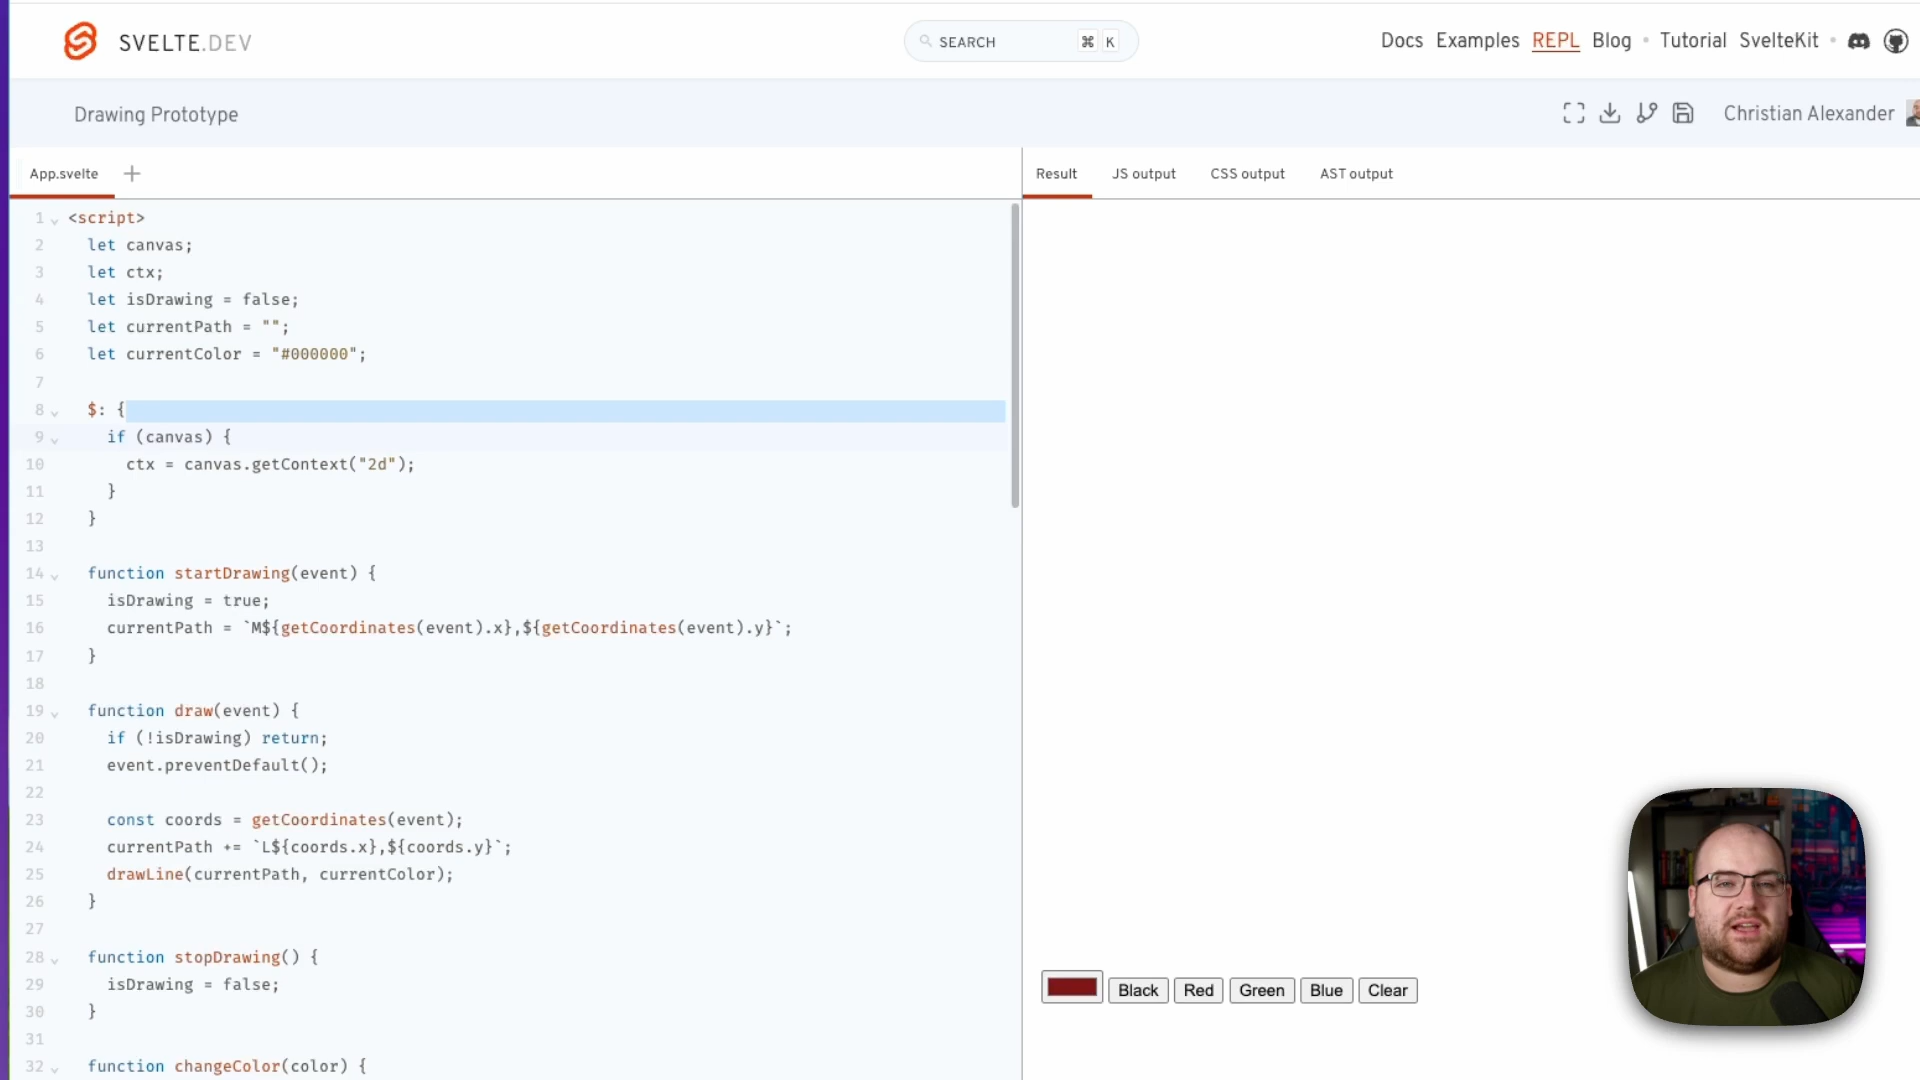 SVELTE.DEV
SEARCH ⌘ K
Docs Examples REPL Blog • Tutorial SvelteKit •
Drawing Prototype
Christian Alexander
App.svelte +
Result JS output CSS output AST output
1 <script>
2 let canvas;
3 let ctx;
4 let isDrawing = false;
5 let currentPath = "";
6 let currentColor = "#000000";
7
8 $: {
9 if (canvas) {
10 ctx = canvas.getContext("2d");
11 }
12 }
13
14 function startDrawing(event) {
15 isDrawing = true;
16 currentPath = `M${getCoordinates(event).x},${getCoordinates(event).y}`;
17 }
18
19 function draw(event) {
20 if (!isDrawing) return;
21 event.preventDefault();
22
23 const coords = getCoordinates(event);
24 currentPath += `L${coords.x},${coords.y}`;
25 drawLine(currentPath, currentColor);
26 }
27
28 function stopDrawing() {
29 isDrawing = false;
30 }
31
32 function changeColor(color) {
Black Red Green Blue Clear